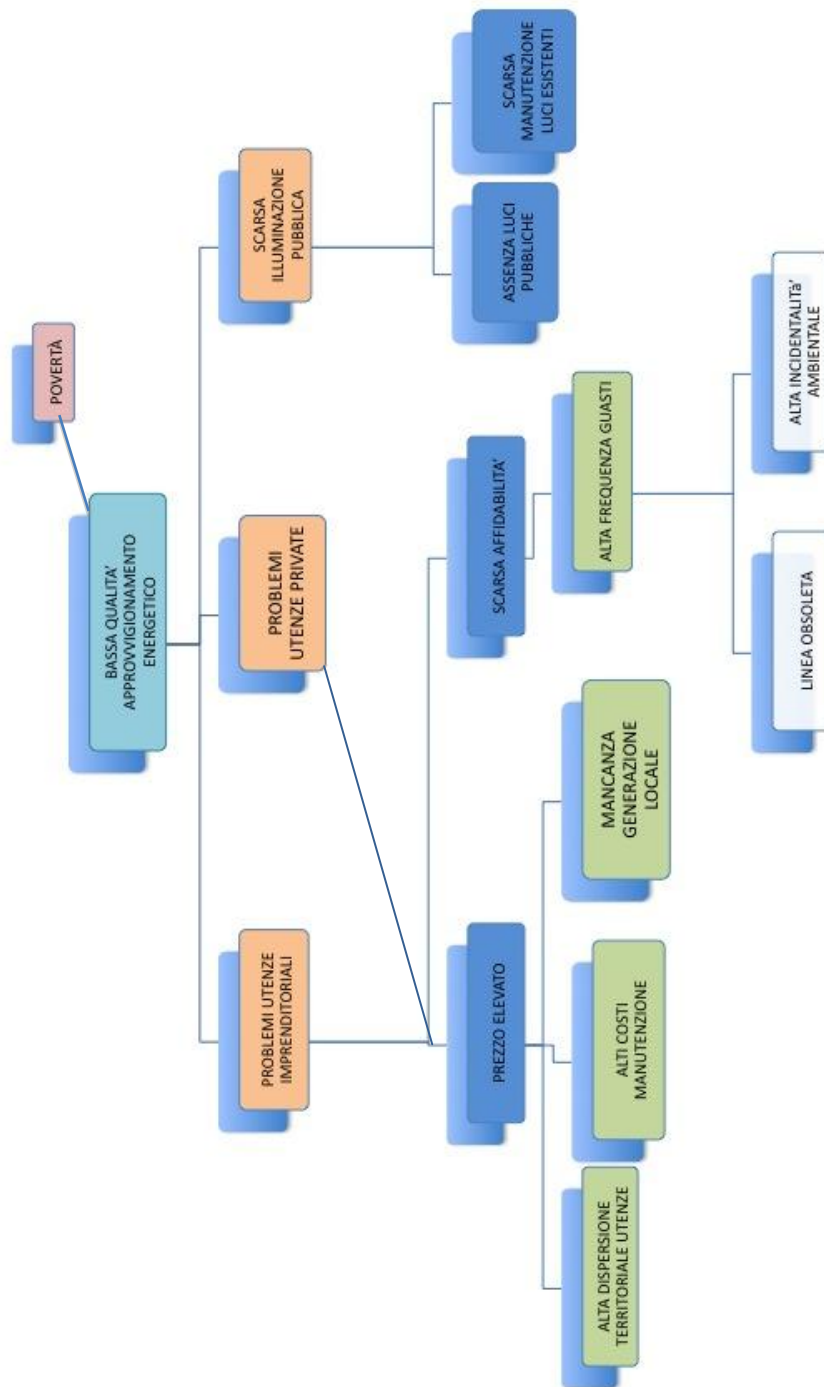 POVERTÀ
BASSA QUALITA'
APPROVVIGIONAMENTO
ENERGETICO
PROBLEMI UTENZE
IMPRENDITORIALI
PROBLEMI
UTENZE PRIVATE
SCARSA
ILLUMINAZIONE
PUBBLICA
PREZZO ELEVATO
SCARSA AFFIDABILITA'
ASSENZA LUCI
PUBBLICHE
SCARSA
MANUTENZIONE
LUCI ESISTENTI
ALTA DISPERSIONE
TERRITORIALE UTENZE
ALTI COSTI
MANUTENZIONE
MANCANZA
GENERAZIONE
LOCALE
ALTA FREQUENZA GUASTI
LINEA OBSOLETA
ALTA INCIDENTALITà'
AMBIENTALE